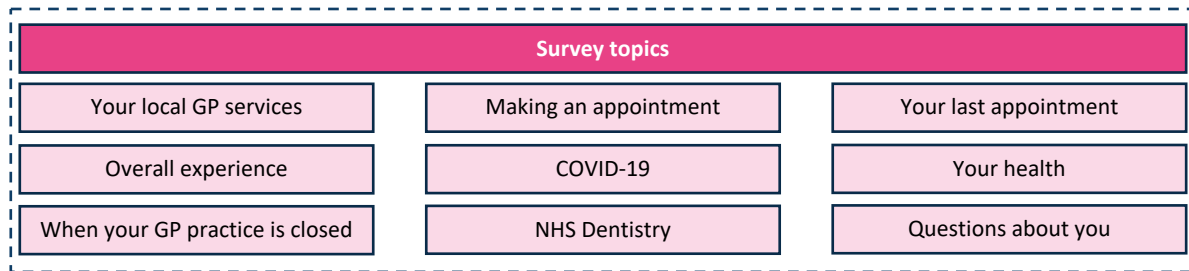 Survey topics
Your local GP services
Making an appointment
Your last appointment
Overall experience
COVID-19
Your health
When your GP practice is closed
NHS Dentistry
Questions about you